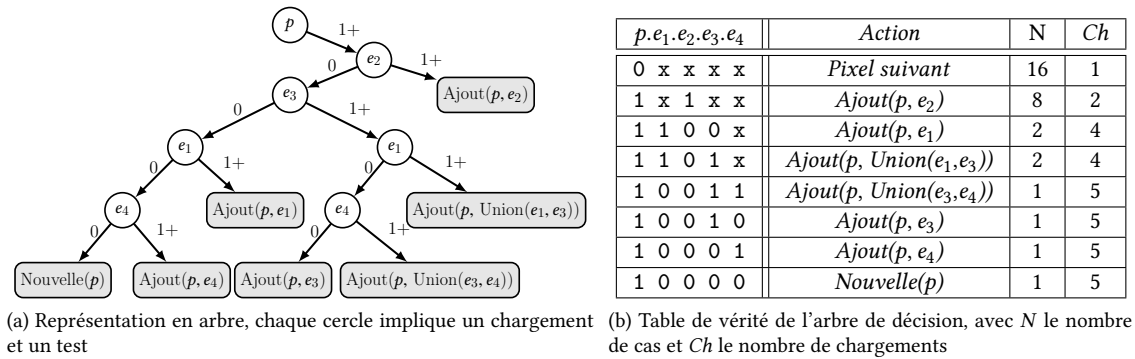 p
1+
e₂
0
1+
e₃
Ajout(p, e₂)
0
1+
e₁
e₁
0
1+
0
1+
e₄
Ajout(p, e₁)
e₄
Ajout(p, Union(e₁, e₃))
0
1+
0
1+
Nouvelle(p)
Ajout(p, e₄)
Ajout(p, e₃)
Ajout(p, Union(e₃, e₄))
(a) Représentation en arbre, chaque cercle implique un chargement
et un test
p.e₁.e₂.e₃.e₄ Action N Ch
0 x x x x Pixel suivant 16 1
1 x 1 x x Ajout(p, e₂) 8 2
1 1 0 0 x Ajout(p, e₁) 2 4
1 1 0 1 x Ajout(p, Union(e₁,e₃)) 2 4
1 0 0 1 1 Ajout(p, Union(e₃,e₄)) 1 5
1 0 0 1 0 Ajout(p, e₃) 1 5
1 0 0 0 1 Ajout(p, e₄) 1 5
1 0 0 0 0 Nouvelle(p) 1 5
(b) Table de vérité de l'arbre de décision, avec N le nombre
de cas et Ch le nombre de chargements